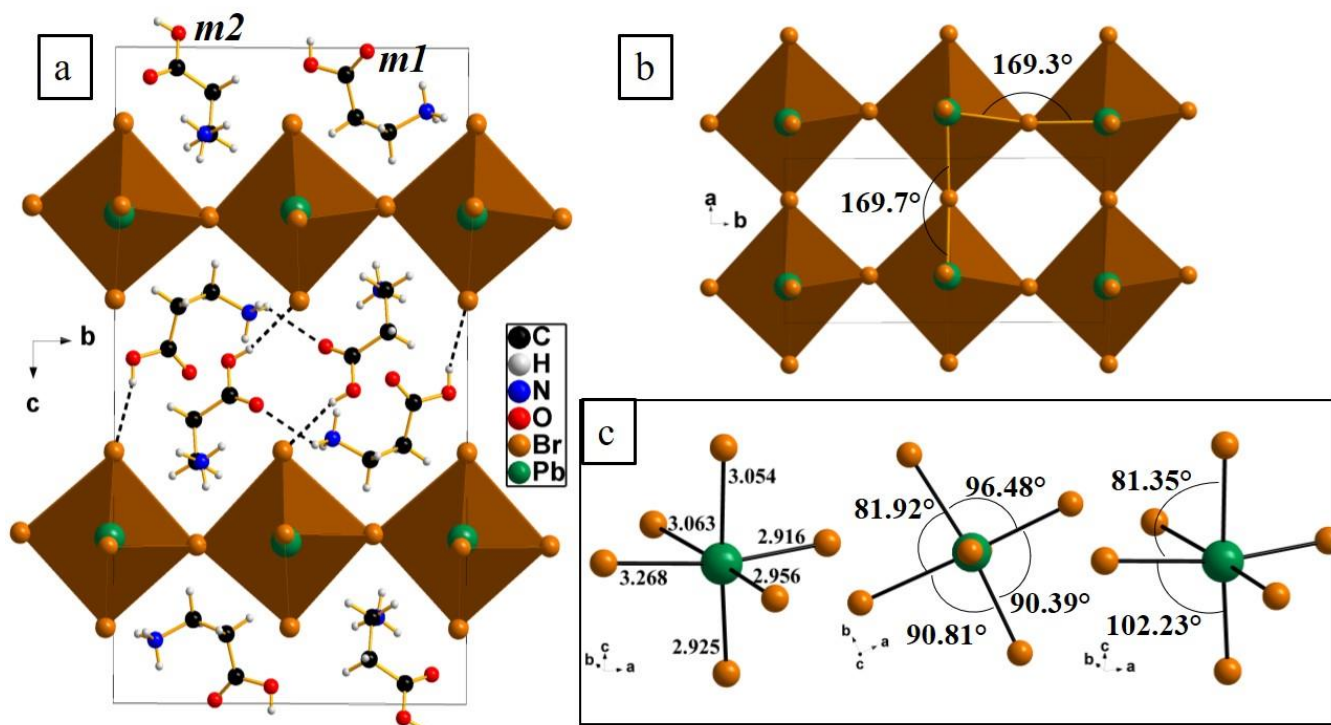 a
m2
m1
b
c
C
H
N
O
Br
Pb
b
169.3°
169.7°
a
b
c
3.054
3.063
2.916
3.268
2.956
2.925
b
c
a
81.92°
96.48°
90.39°
90.81°
b
a
c
81.35°
102.23°
b
c
a